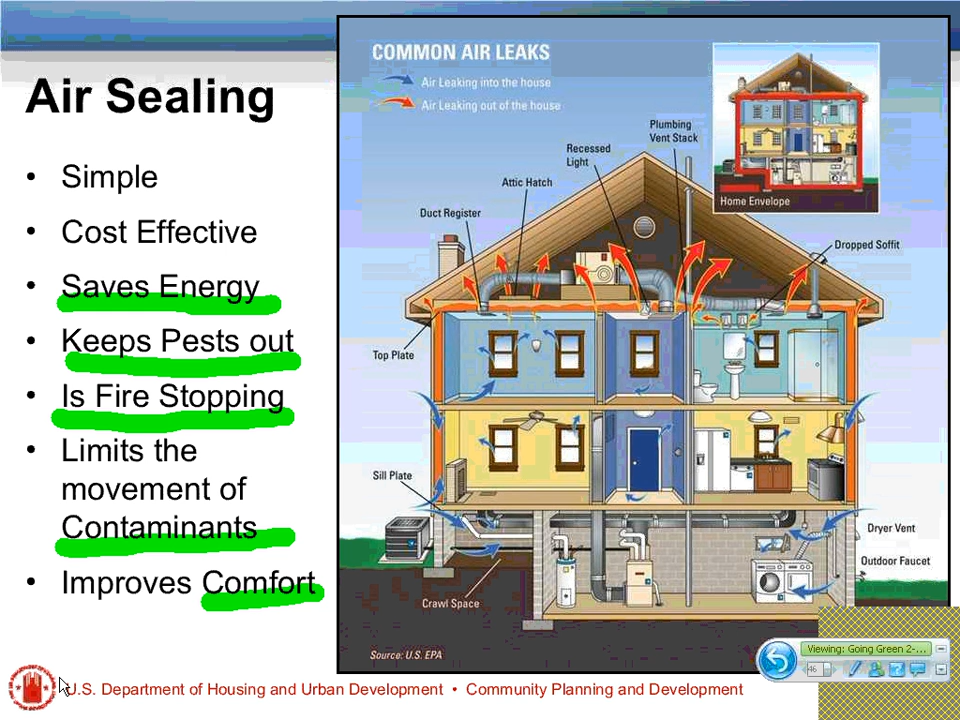 Air Sealing
• Simple
• Cost Effective
• Saves Energy
• Keeps Pests out
• Is Fire Stopping
• Limits the
movement of
Contaminants
• Improves Comfort
COMMON AIR LEAKS
Air Leaking into the house
Air Leaking out of the house
Plumbing
Vent Stack
Recessed
Light
Attic Hatch
Duct Register
Home Envelope
Dropped Soffit
Top Plate
Sill Plate
Dryer Vent
Outdoor Faucet
Crawl Space
Source: U.S. EPA
Viewing: Going Green 2-...
46
U.S. Department of Housing and Urban Development • Community Planning and Development